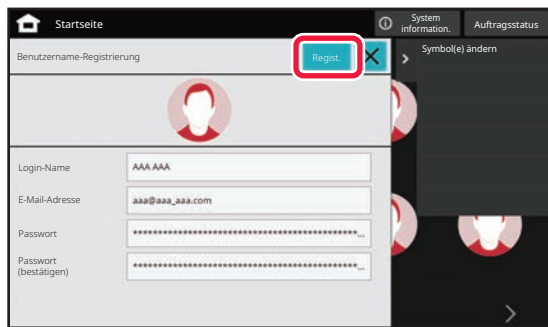 Startseite
System
information.
Auftragsstatus
Benutzername-Registrierung
Regist.
Symbol(e) ändern
Login-Name
AAA AAA
E-Mail-Adresse
aaa@aaa_aaa.com
Passwort
************************************************...
Passwort
(bestätigen)
************************************************...